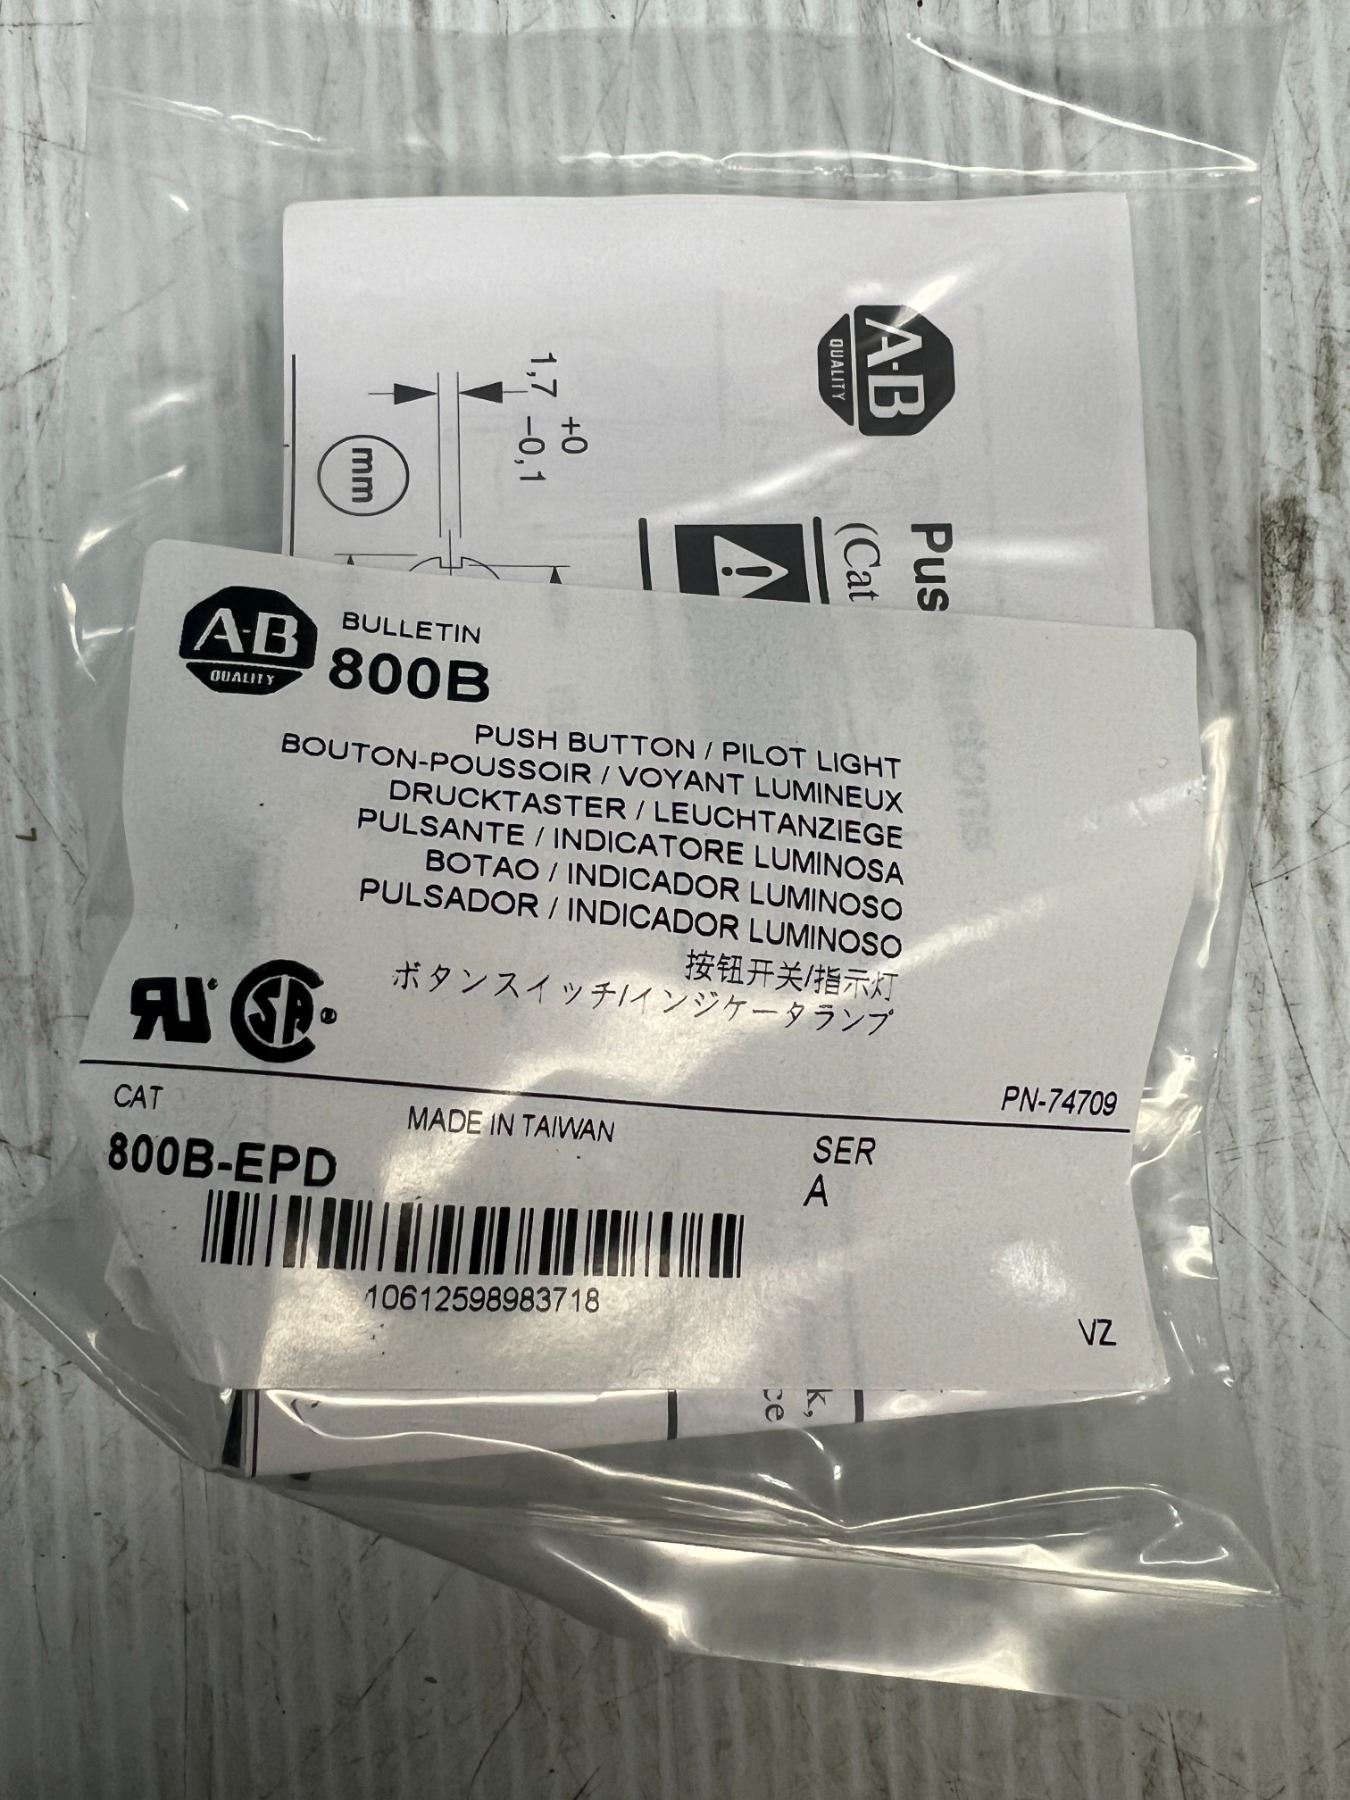 A-B
QUALITY
1,7 +0
-0,1
mm
Pus
(Cat
A-B
QUALITY
BULLETIN
800B
PUSH BUTTON / PILOT LIGHT
BOUTON-POUSSOIR / VOYANT LUMINEUX
DRUCKTASTER / LEUCHTANZIEGE
PULSANTE / INDICATORE LUMINOSA
BOTAO / INDICADOR LUMINOSO
PULSADOR / INDICADOR LUMINOSO
按钮开关/指示灯
ボタンスイッチ/インジケータランプ
CAT
PN-74709
MADE IN TAIWAN
SER
800B-EPD
A
10612598983718
VZ
k,
ce